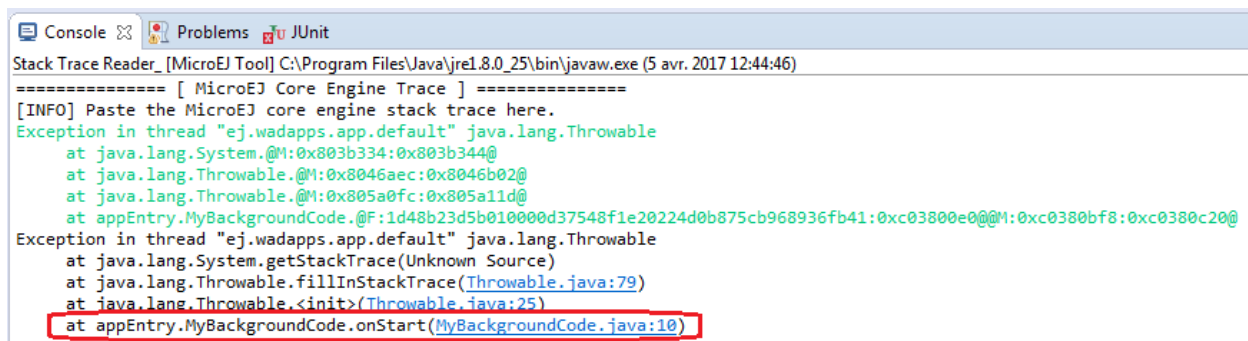 Console Problems JUnit
Stack Trace Reader_ [MicroEJ Tool] C:\Program Files\Java\jre1.8.0_25\bin\javaw.exe (5 avr. 2017 12:44:46)
=============== [ MicroEJ Core Engine Trace ] ===============
[INFO] Paste the MicroEJ core engine stack trace here.
Exception in thread "ej.wadapps.app.default" java.lang.Throwable
at java.lang.System.@M:0x803b334:0x803b344@
at java.lang.Throwable.@M:0x8046aec:0x8046b02@
at java.lang.Throwable.@M:0x805a0fc:0x805a11d@
at appEntry.MyBackgroundCode.@F:1d48b23d5b010000d37548f1e20224d0b875cb968936fb41:0xc03800e0@@M:0xc0380bf8:0xc0380c20@
Exception in thread "ej.wadapps.app.default" java.lang.Throwable
at java.lang.System.getStackTrace(Unknown Source)
at java.lang.Throwable.fillInStackTrace(Throwable.java:79)
at java.lang.Throwable.<init>(Throwable.java:25)
at appEntry.MyBackgroundCode.onStart(MyBackgroundCode.java:10)